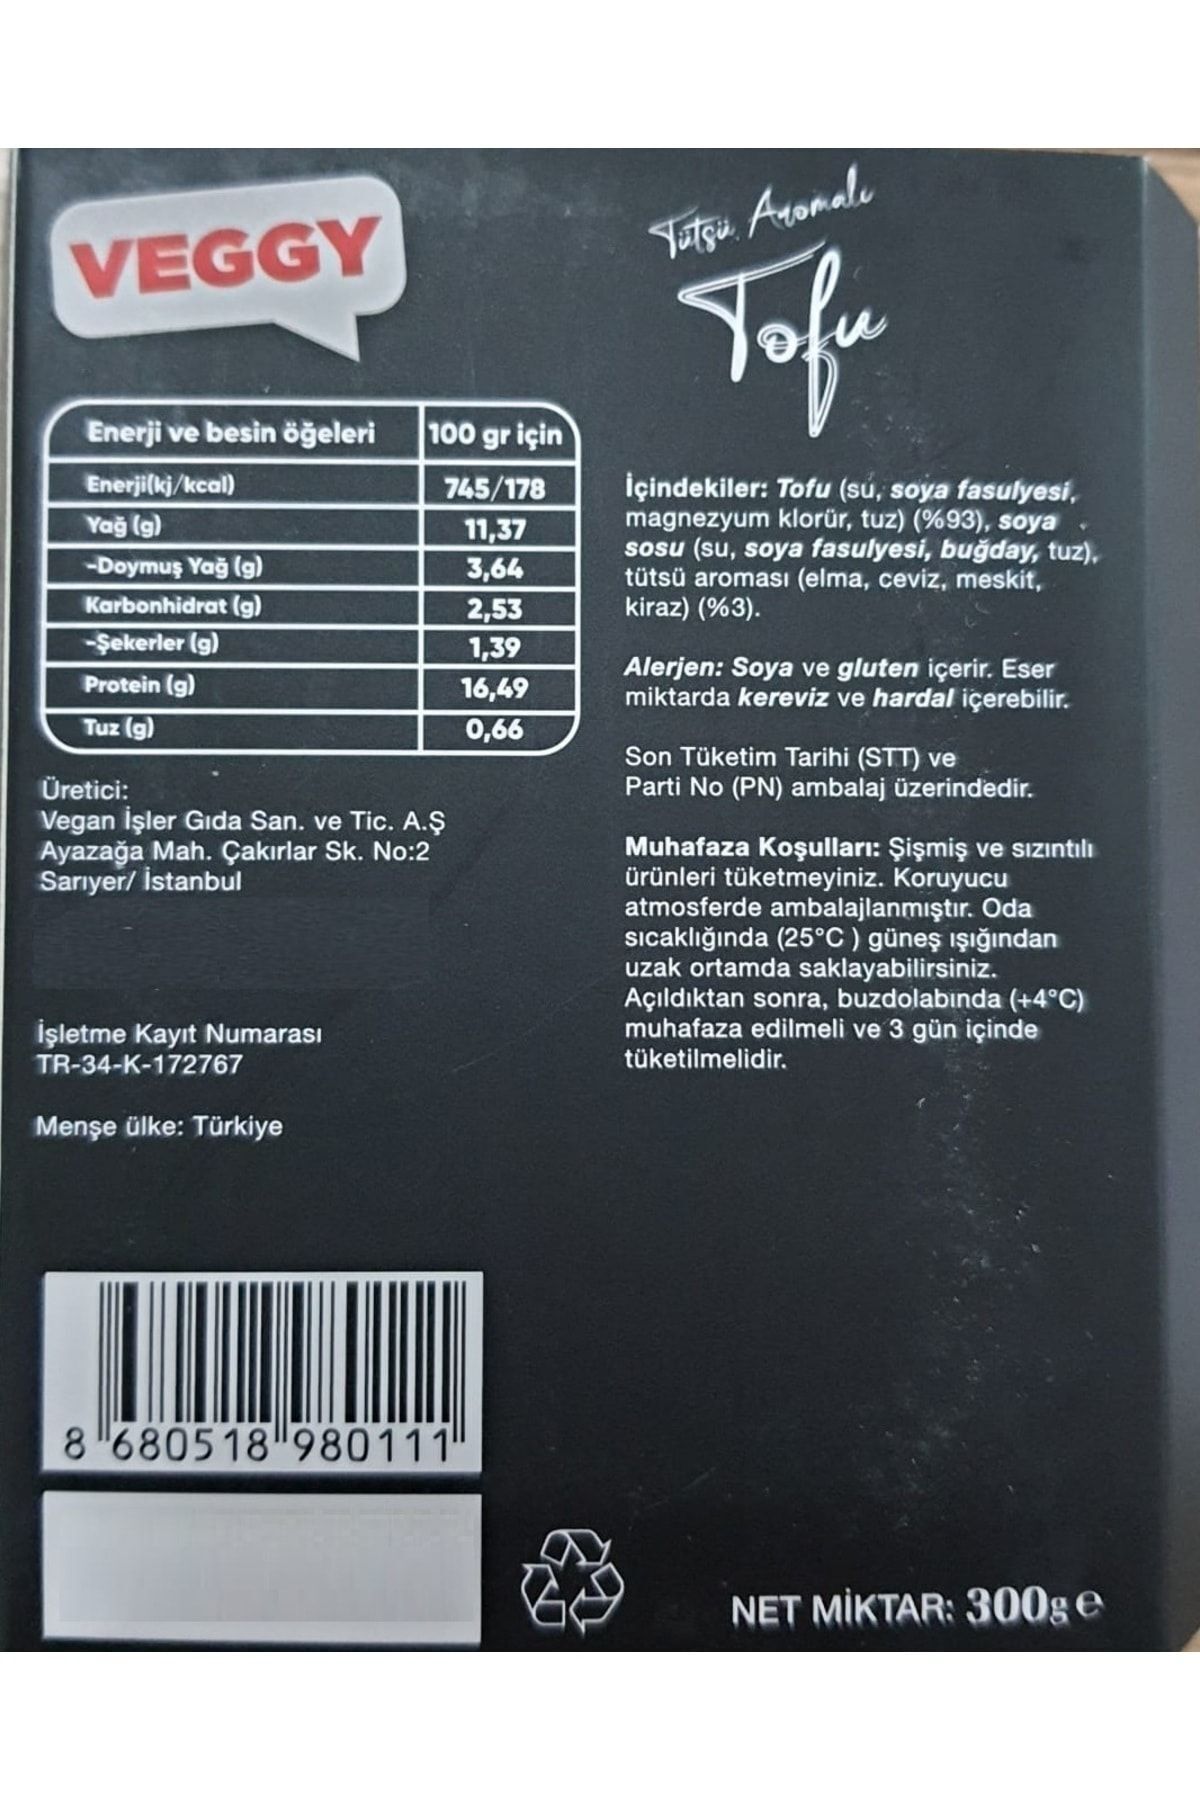 VEGGY
Enerji ve besin öğeleri 100 gr için
Enerji(kj/kcal) 745/178
Yağ (g) 11,37
-Doymuş Yağ (g) 3,64
Karbonhidrat (g) 2,53
-Şekerler (g) 1,39
Protein (g) 16,49
Tuz (g) 0,66
Üretici:
Vegan İşler Gıda San. ve Tic. A.Ş
Ayazağa Mah. Çakırlar Sk. No:2
Sarıyer/ İstanbul
İşletme Kayıt Numarası
TR-34-K-172767
Menşe ülke: Türkiye
8 680518 980111
Tütsü Aromalı
Tofu
İçindekiler: Tofu (su, soya fasulyesi,
magnezyum klorür, tuz) (%93), soya
sosu (su, soya fasulyesi, buğday, tuz),
tütsü aroması (elma, ceviz, meskit,
kiraz) (%3).
Alerjen: Soya ve gluten içerir. Eser
miktarda kereviz ve hardal içerebilir.
Son Tüketim Tarihi (STT) ve
Parti No (PN) ambalaj üzerindedir.
Muhafaza Koşulları: Şişmiş ve sızıntılı
ürünleri tüketmeyiniz. Koruyucu
atmosferde ambalajlanmıştır. Oda
sıcaklığında (25°C ) güneş ışığından
uzak ortamda saklayabilirsiniz.
Açıldıktan sonra, buzdolabında (+4°C)
muhafaza edilmeli ve 3 gün içinde
tüketilmelidir.
NET MİKTAR: 300g e